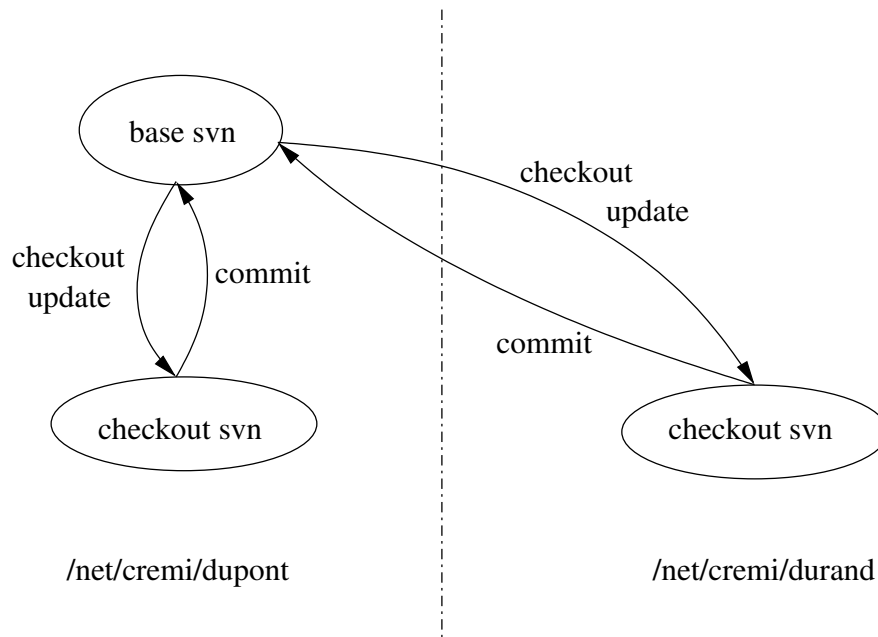 base svn
checkout
update
checkout
update
commit
commit
checkout svn
checkout svn
/net/cremi/dupont
/net/cremi/durand